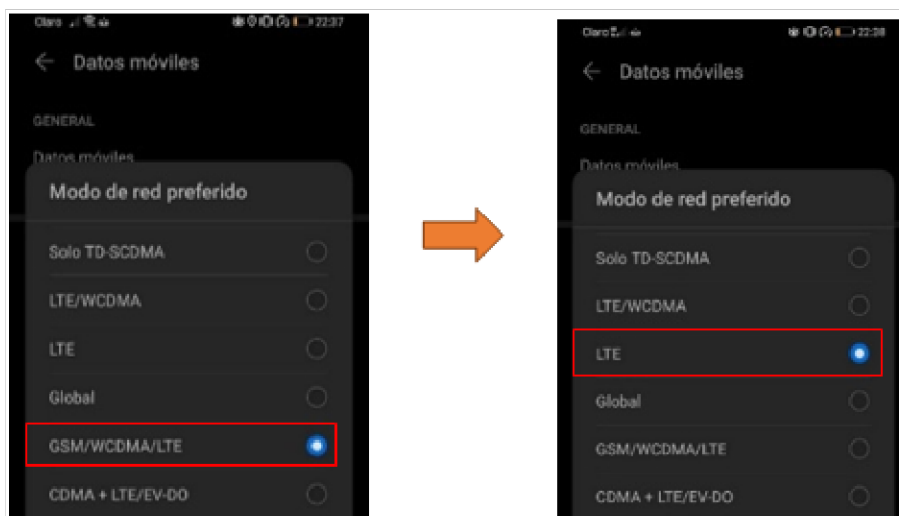 Claro 22:37
← Datos móviles
GENERAL
Datos móviles
Modo de red preferido
Solo TD-SCDMA
LTE/WCDMA
LTE
Global
GSM/WCDMA/LTE
CDMA + LTE/EV-DO
Claro 22:38
← Datos móviles
GENERAL
Datos móviles
Modo de red preferido
Solo TD-SCDMA
LTE/WCDMA
LTE
Global
GSM/WCDMA/LTE
CDMA + LTE/EV-DO